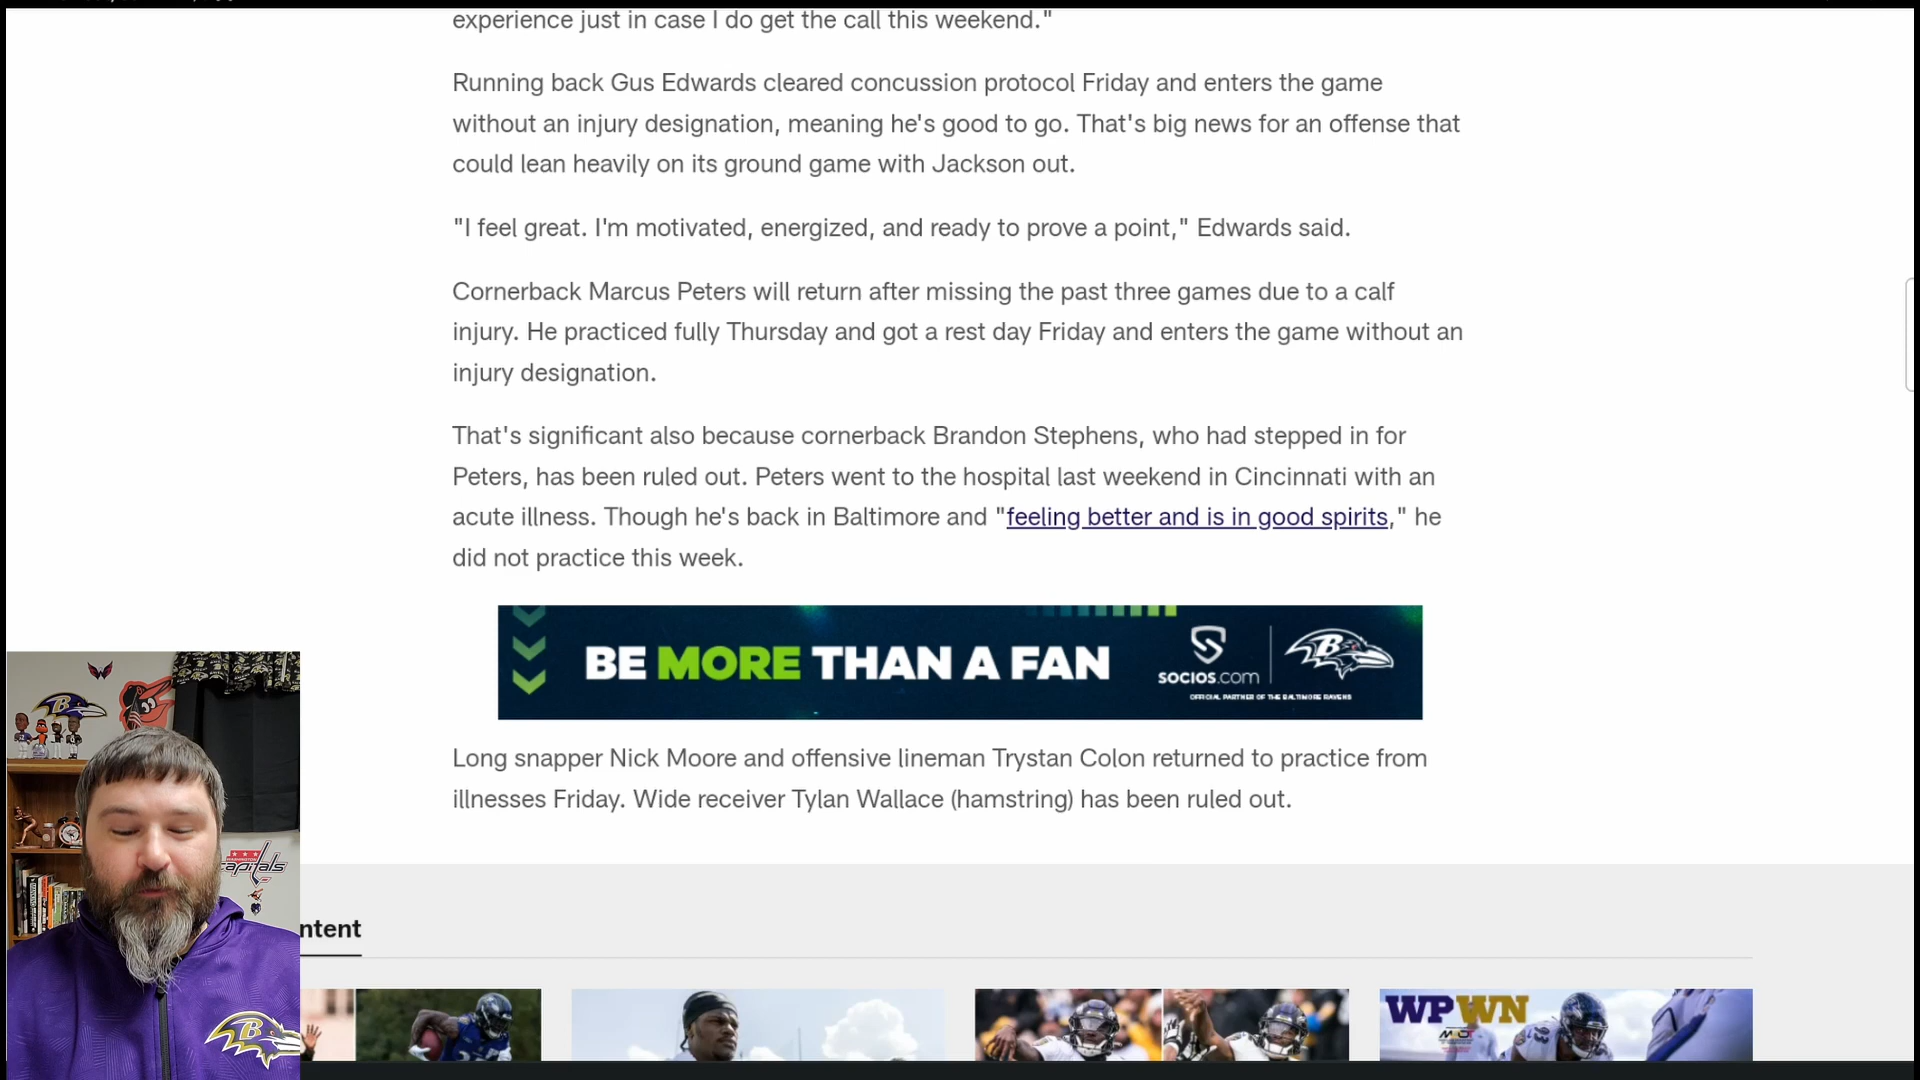 experience just in case I do get the call this weekend."
Running back Gus Edwards cleared concussion protocol Friday and enters the game
without an injury designation, meaning he's good to go. That's big news for an offense that
could lean heavily on its ground game with Jackson out.
"I feel great. I'm motivated, energized, and ready to prove a point," Edwards said.
Cornerback Marcus Peters will return after missing the past three games due to a calf
injury. He practiced fully Thursday and got a rest day Friday and enters the game without an
injury designation.
That's significant also because cornerback Brandon Stephens, who had stepped in for
Peters, has been ruled out. Peters went to the hospital last weekend in Cincinnati with an
acute illness. Though he's back in Baltimore and "feeling better and is in good spirits," he
did not practice this week.
BE MORE THAN A FAN
socios.com
B
OFFICIAL PARTNER OF THE BALTIMORE RAVENS
Long snapper Nick Moore and offensive lineman Trystan Colon returned to practice from
illnesses Friday. Wide receiver Tylan Wallace (hamstring) has been ruled out.
capitals
ntent
B
WPWN